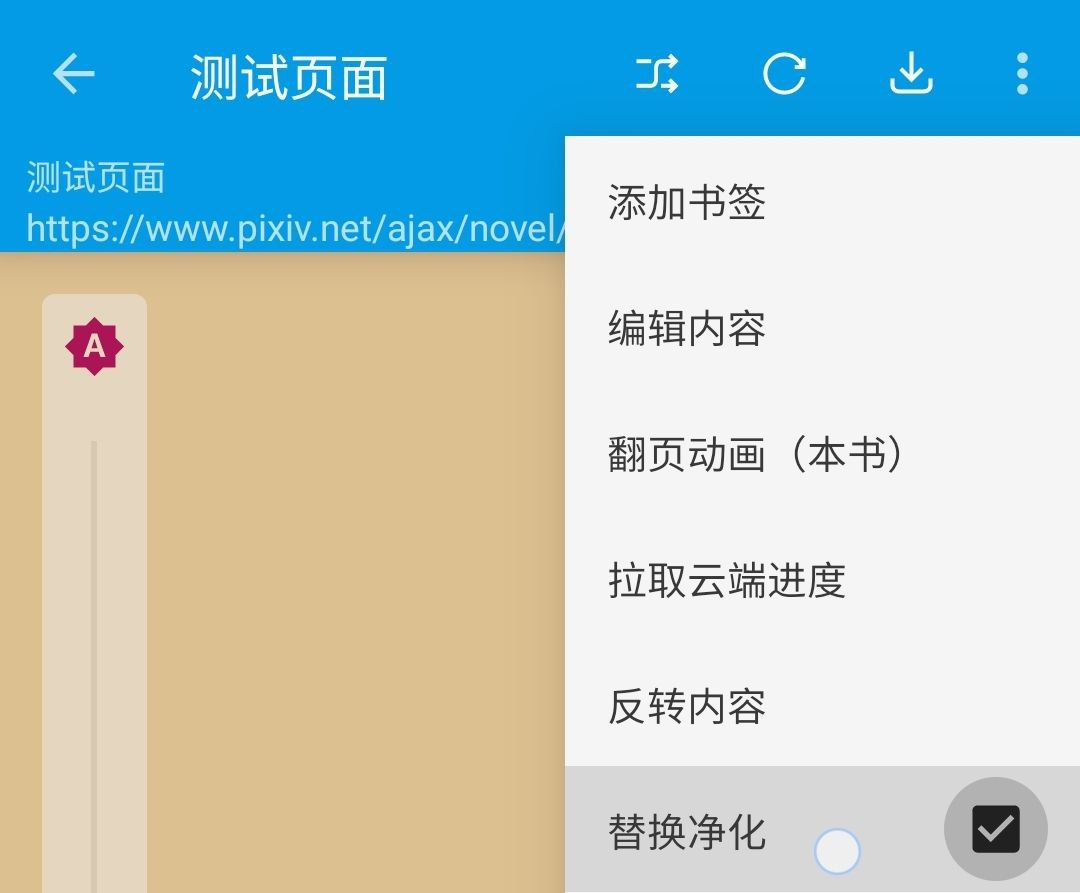 测试页面
测试页面
https://www.pixiv.net/ajax/novel/
A
添加书签
编辑内容
翻页动画（本书）
拉取云端进度
反转内容
替换净化